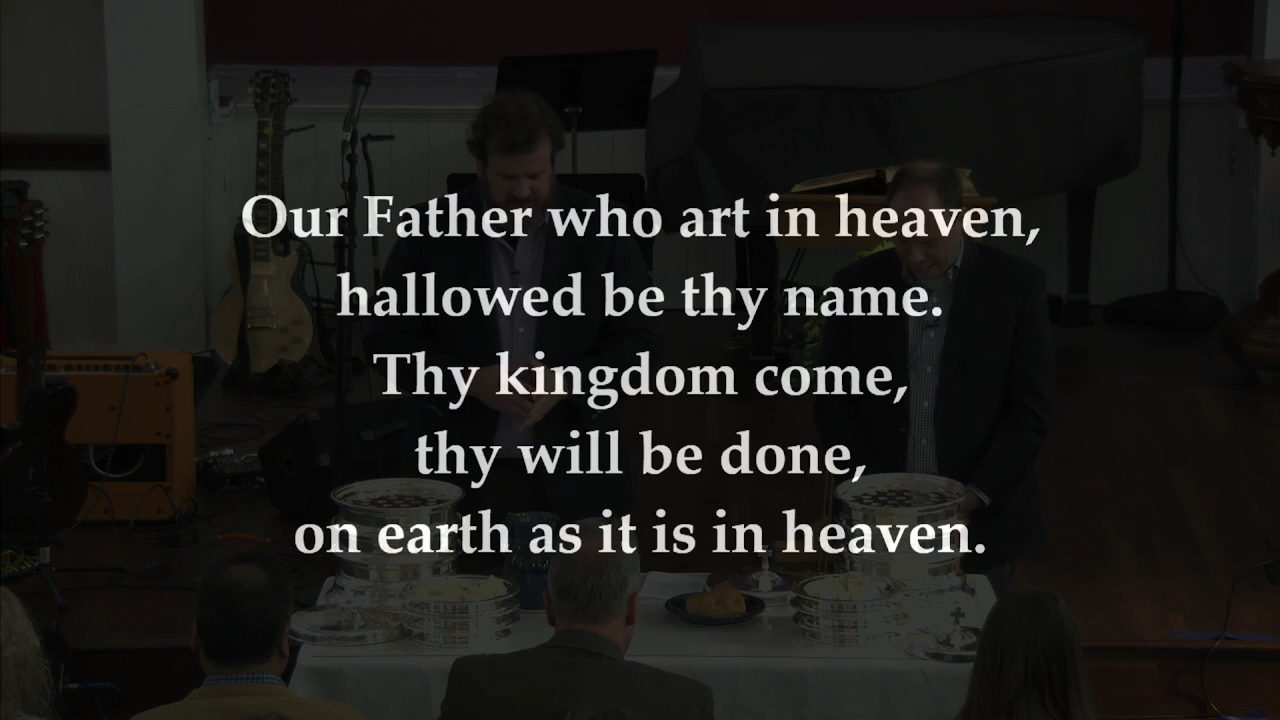 Our Father who art in heaven,
hallowed be thy name.
Thy kingdom come,
thy will be done,
on earth as it is in heaven.